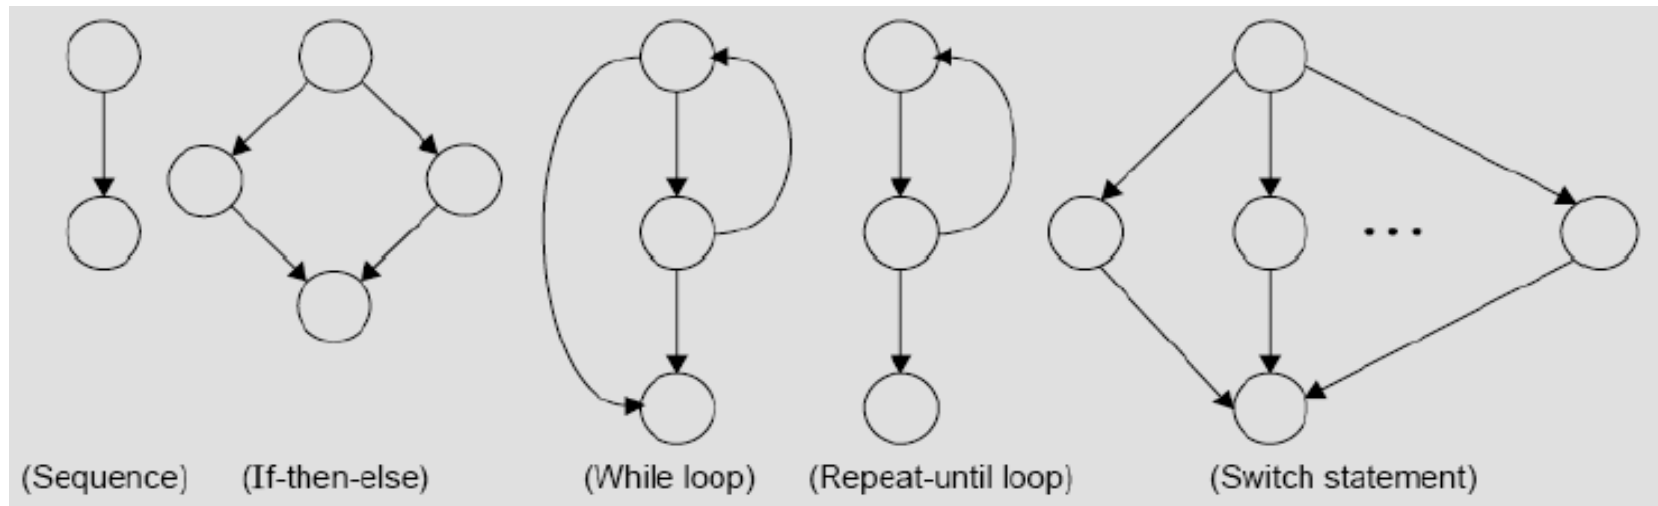 (Sequence)
(If-then-else)
(While loop)
(Repeat-until loop)
(Switch statement)